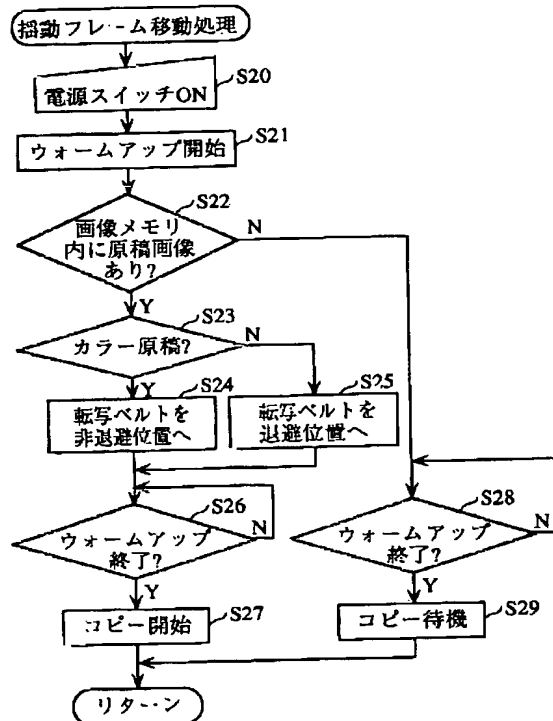 揺動フレーム移動処理
S20
電源スイッチON
S21
ウォームアップ開始
S22
画像メモリ
内に原稿画像
あり?
N
Y
S23
カラー原稿?
N
Y
S24
転写ベルトを
非退避位置へ
S25
転写ベルトを
退避位置へ
S26
ウォームアップ
終了?
N
Y
S28
ウォームアップ
終了?
N
Y
S27
コピー開始
S29
コピー待機
リターン